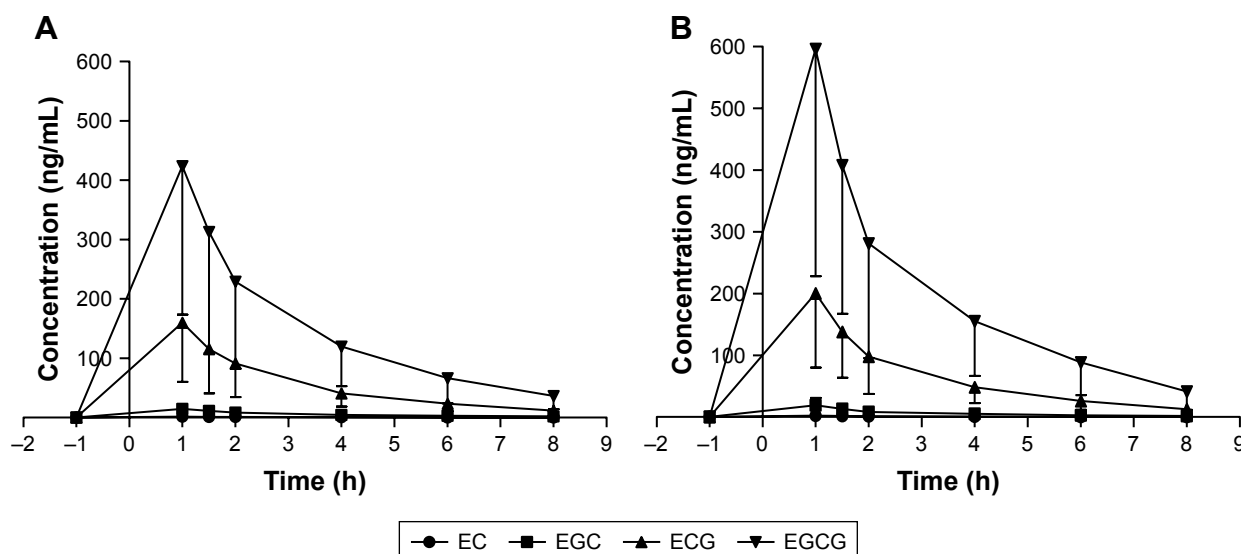 A
Concentration (ng/mL)
600
500
400
300
200
100
–2 –1 0 1 2 3 4 5 6 7 8 9
Time (h)
B
Concentration (ng/mL)
600
500
400
300
200
100
–2 –1 0 1 2 3 4 5 6 7 8 9
Time (h)
EC EGC ECG EGCG